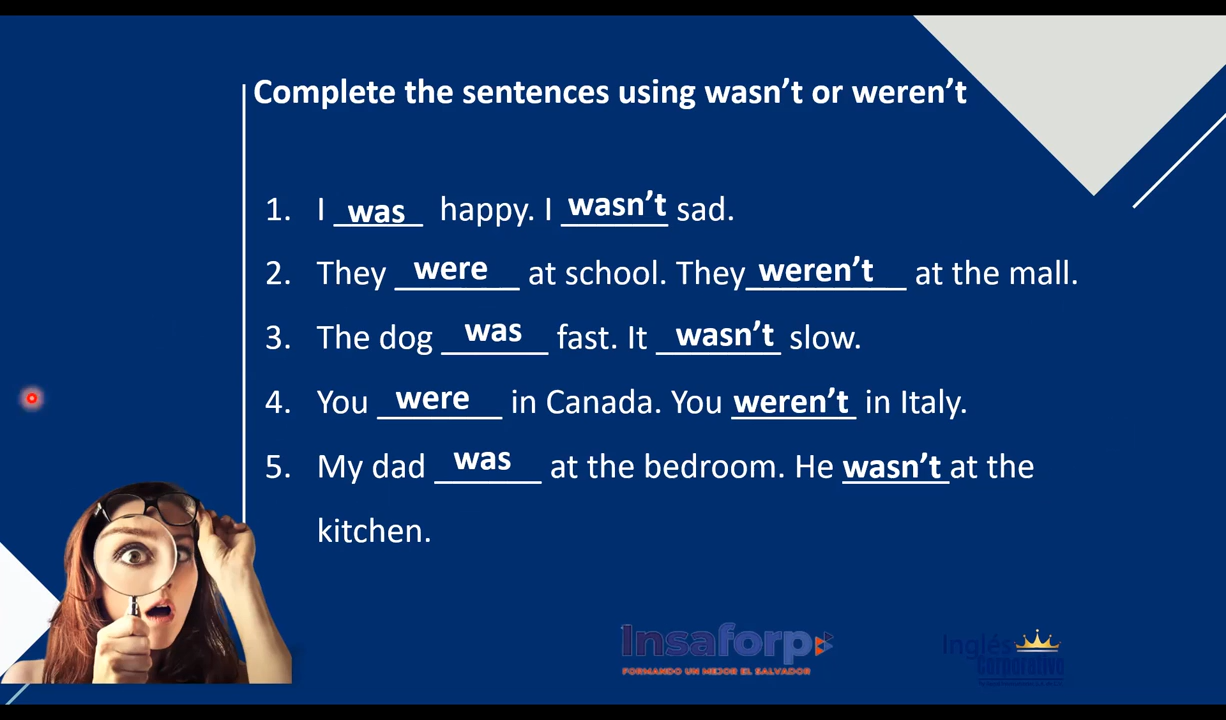 Complete the sentences using wasn’t or weren’t
1. I was happy. I wasn’t sad.
2. They were at school. They weren’t at the mall.
3. The dog was fast. It wasn’t slow.
4. You were in Canada. You weren’t in Italy.
5. My dad was at the bedroom. He wasn’t at the
kitchen.
Insaforp
FORMANDO UN MEJOR EL SALVADOR
Inglés
Corporativo